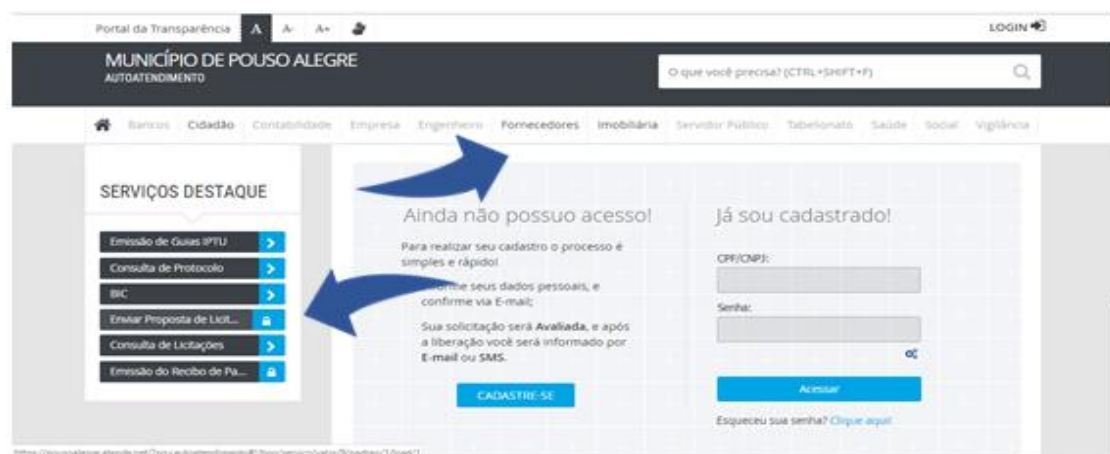 Portal da Transparência A A- A+ LOGIN
MUNICÍPIO DE POUSO ALEGRE
AUTOATENDIMENTO
O que você precisa? (CTRL+SHIFT+F)
Bancos Cidadão Contabilidade Empresa Engenheiro Fornecedores Imobiliária Servidor Público Tabelionato Saúde Social Vigilância
SERVIÇOS DESTAQUE
Emissão de Guias IPTU
Consulta de Protocolo
BIC
Enviar Proposta de Licit...
Consulta de Licitações
Emissão do Recibo de Pa...
Ainda não possuo acesso!
Para realizar seu cadastro o processo é
simples e rápido!
seus dados pessoais, e
confirme via E-mail;
Sua solicitação será Avaliada, e após
a liberação você será informado por
E-mail ou SMS.
CADASTRE-SE
Já sou cadastrado!
CPF/CNPJ:
Senha:
Acessar
Esqueceu sua senha? Clique aqui!